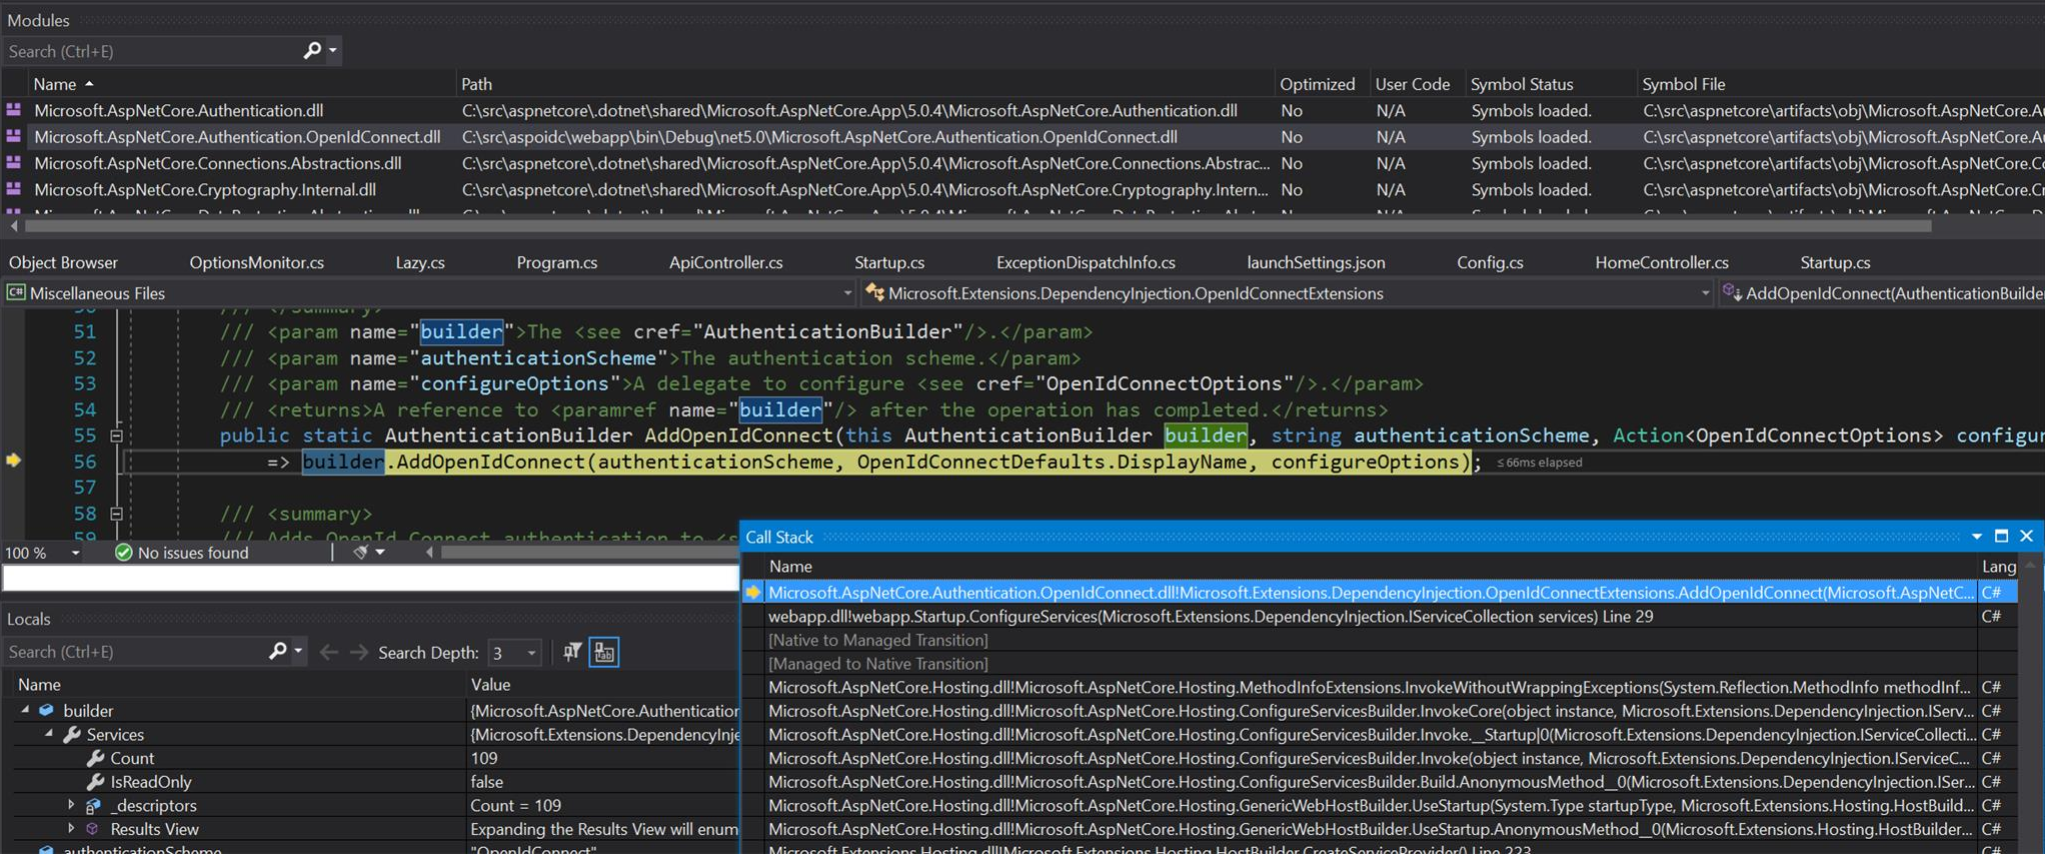 Modules
Search (Ctrl+E)
Name Path Optimized User Code Symbol Status Symbol File
Microsoft.AspNetCore.Authentication.dll C:\src\aspnetcore\.dotnet\shared\Microsoft.AspNetCore.App\5.0.4\Microsoft.AspNetCore.Authentication.dll No N/A Symbols loaded. C:\src\aspnetcore\artifacts\obj\Microsoft.AspNetCore.Au
Microsoft.AspNetCore.Authentication.OpenIdConnect.dll C:\src\aspoidc\webapp\bin\Debug\net5.0\Microsoft.AspNetCore.Authentication.OpenIdConnect.dll No N/A Symbols loaded. C:\src\aspnetcore\artifacts\obj\Microsoft.AspNetCore.Au
Microsoft.AspNetCore.Connections.Abstractions.dll C:\src\aspnetcore\.dotnet\shared\Microsoft.AspNetCore.App\5.0.4\Microsoft.AspNetCore.Connections.Abstrac... No N/A Symbols loaded. C:\src\aspnetcore\artifacts\obj\Microsoft.AspNetCore.Co
Microsoft.AspNetCore.Cryptography.Internal.dll C:\src\aspnetcore\.dotnet\shared\Microsoft.AspNetCore.App\5.0.4\Microsoft.AspNetCore.Cryptography.Intern... No N/A Symbols loaded. C:\src\aspnetcore\artifacts\obj\Microsoft.AspNetCore.Cr
Object Browser OptionsMonitor.cs Lazy.cs Program.cs ApiController.cs Startup.cs ExceptionDispatchInfo.cs launchSettings.json Config.cs HomeController.cs Startup.cs
C# Miscellaneous Files Microsoft.Extensions.DependencyInjection.OpenIdConnectExtensions AddOpenIdConnect(AuthenticationBuilder
50 /// </summary>
51 /// <param name="builder">The <see cref="AuthenticationBuilder"/>.</param>
52 /// <param name="authenticationScheme">The authentication scheme.</param>
53 /// <param name="configureOptions">A delegate to configure <see cref="OpenIdConnectOptions"/>.</param>
54 /// <returns>A reference to <paramref name="builder"/> after the operation has completed.</returns>
55 public static AuthenticationBuilder AddOpenIdConnect(this AuthenticationBuilder builder, string authenticationScheme, Action<OpenIdConnectOptions> configur
56 => builder.AddOpenIdConnect(authenticationScheme, OpenIdConnectDefaults.DisplayName, configureOptions); ≤66ms elapsed
57
58 /// <summary>
59 /// Adds OpenId Connect authentication to <s
100 % No issues found
Call Stack
Name Lang
Microsoft.AspNetCore.Authentication.OpenIdConnect.dll!Microsoft.Extensions.DependencyInjection.OpenIdConnectExtensions.AddOpenIdConnect(Microsoft.AspNetC... C#
webapp.dll!webapp.Startup.ConfigureServices(Microsoft.Extensions.DependencyInjection.IServiceCollection services) Line 29 C#
[Native to Managed Transition]
[Managed to Native Transition]
Microsoft.AspNetCore.Hosting.dll!Microsoft.AspNetCore.Hosting.MethodInfoExtensions.InvokeWithoutWrappingExceptions(System.Reflection.MethodInfo methodInf... C#
Microsoft.AspNetCore.Hosting.dll!Microsoft.AspNetCore.Hosting.ConfigureServicesBuilder.InvokeCore(object instance, Microsoft.Extensions.DependencyInjection.IServ... C#
Microsoft.AspNetCore.Hosting.dll!Microsoft.AspNetCore.Hosting.ConfigureServicesBuilder.Invoke.__Startup|0(Microsoft.Extensions.DependencyInjection.IServiceCollecti... C#
Microsoft.AspNetCore.Hosting.dll!Microsoft.AspNetCore.Hosting.ConfigureServicesBuilder.Invoke(object instance, Microsoft.Extensions.DependencyInjection.IServiceC... C#
Microsoft.AspNetCore.Hosting.dll!Microsoft.AspNetCore.Hosting.ConfigureServicesBuilder.Build.AnonymousMethod__0(Microsoft.Extensions.DependencyInjection.ISer... C#
Microsoft.AspNetCore.Hosting.dll!Microsoft.AspNetCore.Hosting.GenericWebHostBuilder.UseStartup(System.Type startupType, Microsoft.Extensions.Hosting.HostBuild... C#
Microsoft.AspNetCore.Hosting.dll!Microsoft.AspNetCore.Hosting.GenericWebHostBuilder.UseStartup.AnonymousMethod__0(Microsoft.Extensions.Hosting.HostBuilder... C#
Microsoft.Extensions.Hosting.dll!Microsoft.Extensions.Hosting.HostBuilder.CreateServiceProvider() Line 223 C#
Locals
Search (Ctrl+E) Search Depth: 3
Name Value
builder {Microsoft.AspNetCore.Authentication
Services {Microsoft.Extensions.DependencyInje
Count 109
IsReadOnly false
_descriptors Count = 109
Results View Expanding the Results View will enum
authenticationScheme "OpenIdConnect"